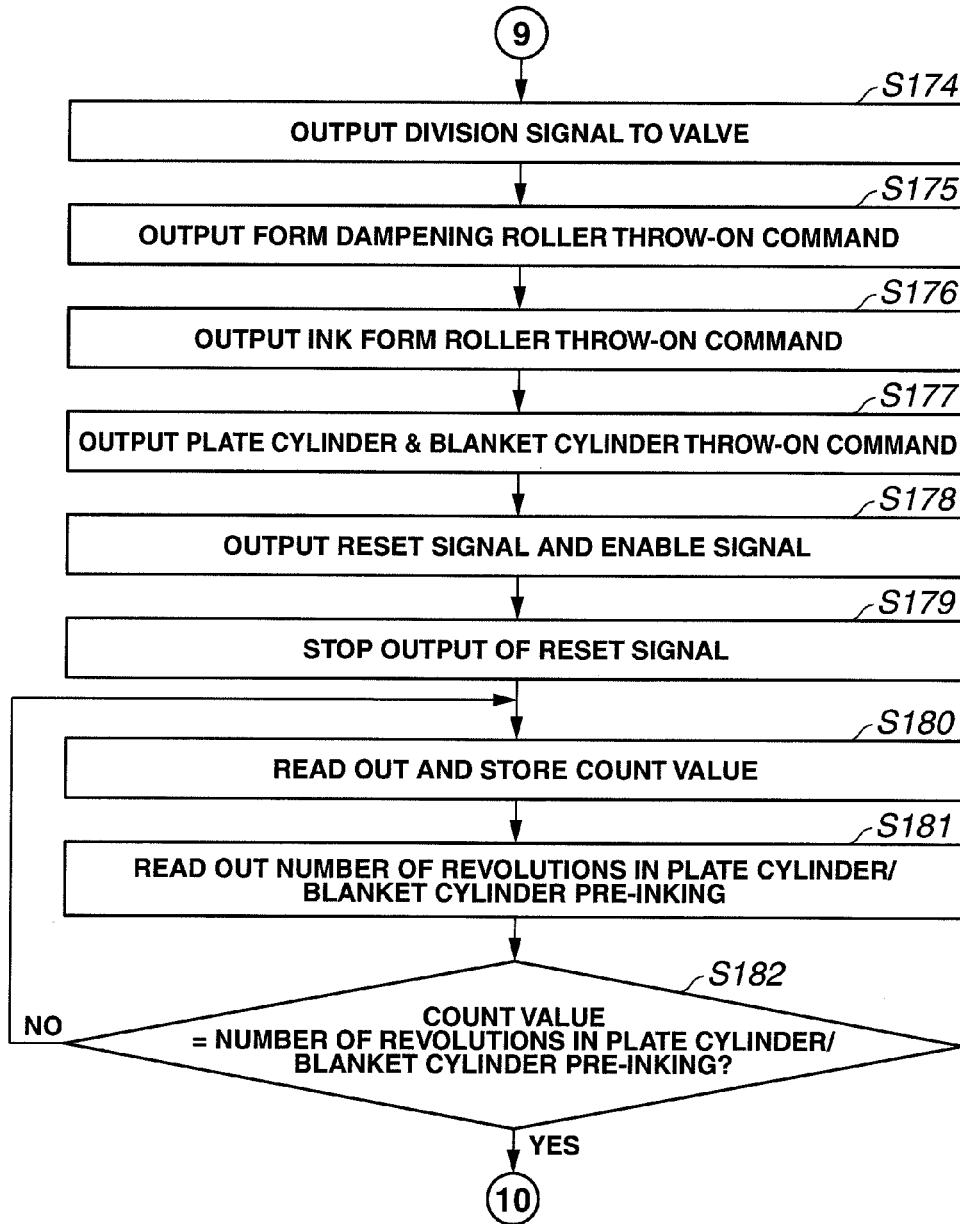 9
S174
OUTPUT DIVISION SIGNAL TO VALVE
S175
OUTPUT FORM DAMPENING ROLLER THROW-ON COMMAND
S176
OUTPUT INK FORM ROLLER THROW-ON COMMAND
S177
OUTPUT PLATE CYLINDER & BLANKET CYLINDER THROW-ON COMMAND
S178
OUTPUT RESET SIGNAL AND ENABLE SIGNAL
S179
STOP OUTPUT OF RESET SIGNAL
S180
READ OUT AND STORE COUNT VALUE
S181
READ OUT NUMBER OF REVOLUTIONS IN PLATE CYLINDER/
BLANKET CYLINDER PRE-INKING
S182
COUNT VALUE
= NUMBER OF REVOLUTIONS IN PLATE CYLINDER/
BLANKET CYLINDER PRE-INKING?
NO
YES
10